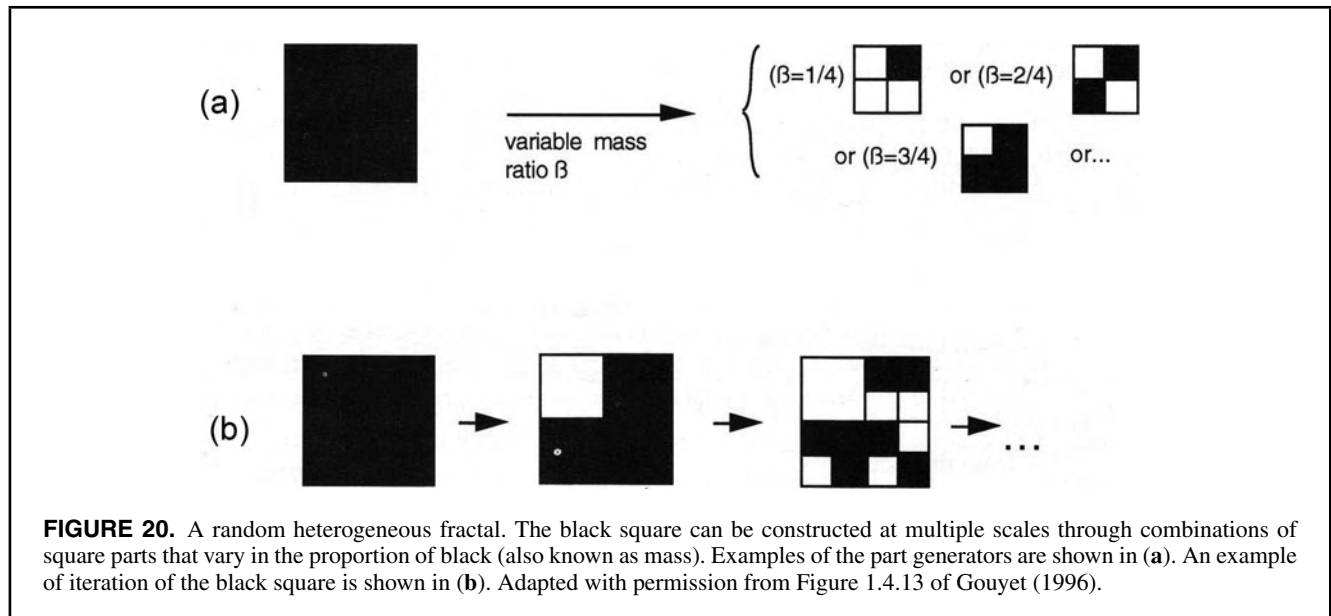 (a)
variable mass
ratio ß
(ß=1/4)
or (ß=2/4)
or (ß=3/4)
or...
(b)
...
FIGURE 20. A random heterogeneous fractal. The black square can be constructed at multiple scales through combinations of
square parts that vary in the proportion of black (also known as mass). Examples of the part generators are shown in (a). An example
of iteration of the black square is shown in (b). Adapted with permission from Figure 1.4.13 of Gouyet (1996).